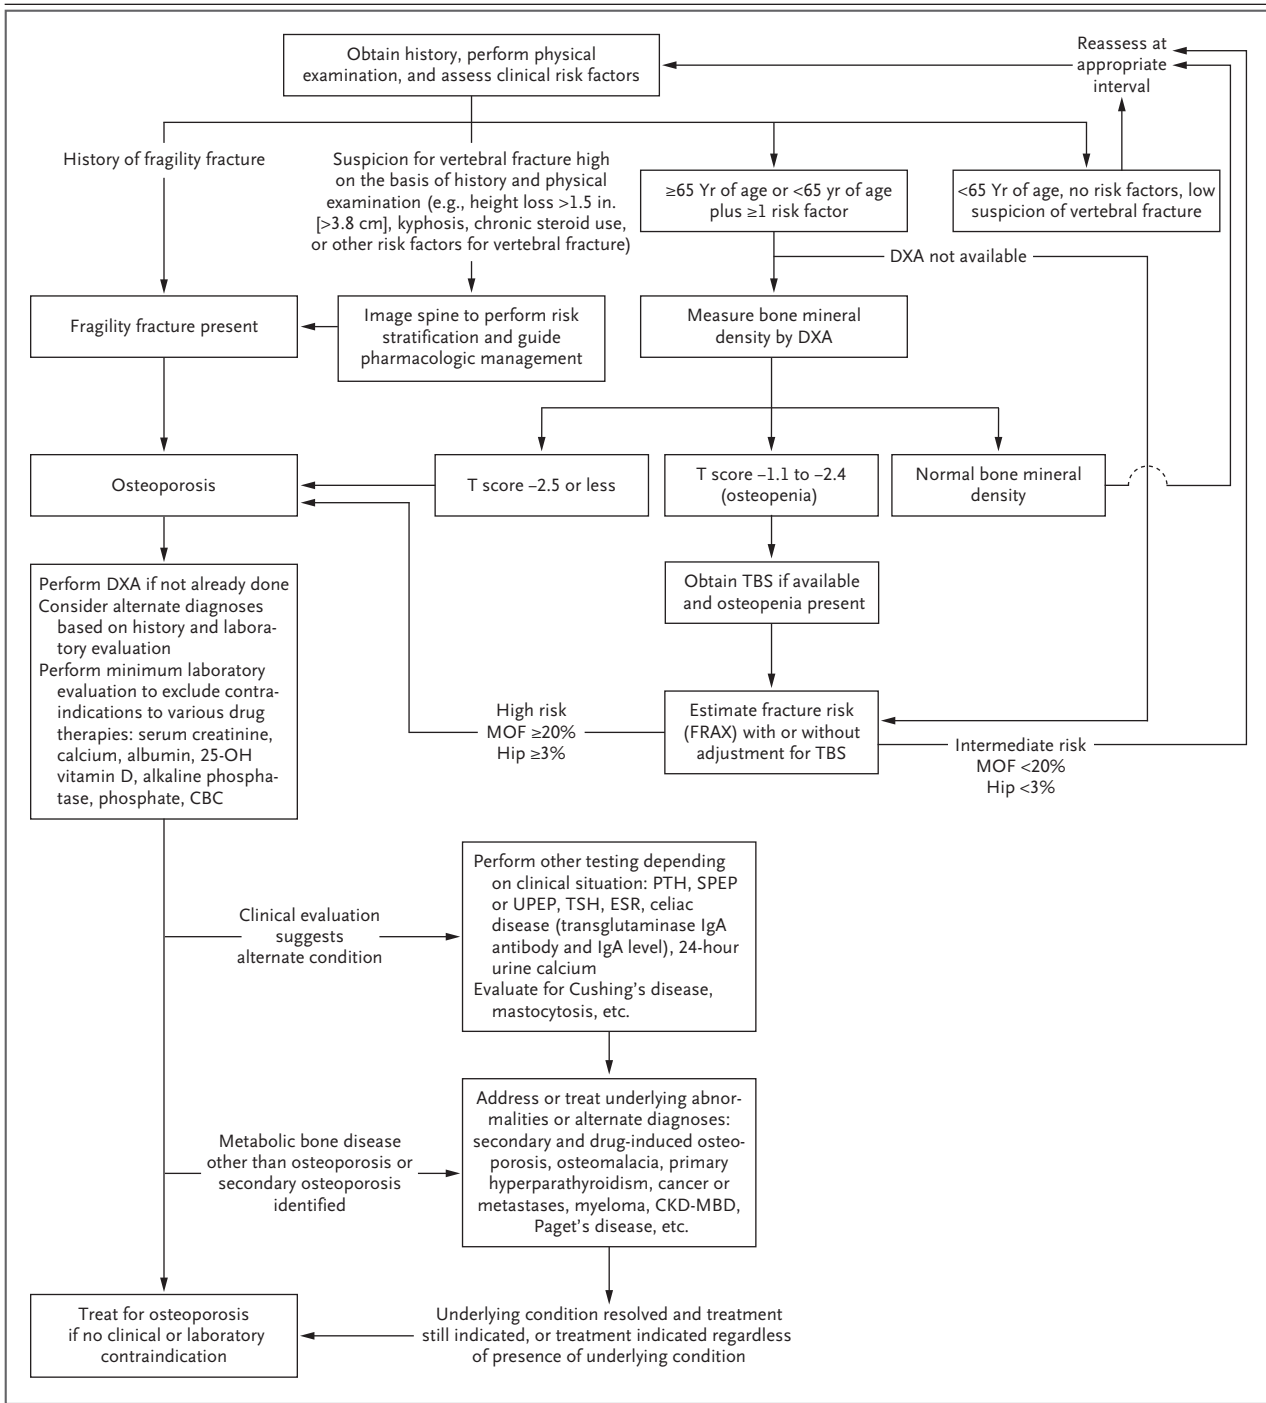 Obtain history, perform physical
examination, and assess clinical risk factors
Reassess at
appropriate
interval
History of fragility fracture
Suspicion for vertebral fracture high
on the basis of history and physical
examination (e.g., height loss >1.5 in.
[>3.8 cm], kyphosis, chronic steroid use,
or other risk factors for vertebral fracture)
≥65 Yr of age or <65 yr of age
plus ≥1 risk factor
<65 Yr of age, no risk factors, low
suspicion of vertebral fracture
DXA not available
Fragility fracture present
Image spine to perform risk
stratification and guide
pharmacologic management
Measure bone mineral
density by DXA
Osteoporosis
T score –2.5 or less
T score –1.1 to –2.4
(osteopenia)
Normal bone mineral
density
Perform DXA if not already done
Consider alternate diagnoses
based on history and labora-
tory evaluation
Perform minimum laboratory
evaluation to exclude contra-
indications to various drug
therapies: serum creatinine,
calcium, albumin, 25-OH
vitamin D, alkaline phospha-
tase, phosphate, CBC
Obtain TBS if available
and osteopenia present
High risk
MOF ≥20%
Hip ≥3%
Estimate fracture risk
(FRAX) with or without
adjustment for TBS
Intermediate risk
MOF <20%
Hip <3%
Clinical evaluation
suggests
alternate condition
Perform other testing depending
on clinical situation: PTH, SPEP
or UPEP, TSH, ESR, celiac
disease (transglutaminase IgA
antibody and IgA level), 24-hour
urine calcium
Evaluate for Cushing's disease,
mastocytosis, etc.
Metabolic bone disease
other than osteoporosis or
secondary osteoporosis
identified
Address or treat underlying abnor-
malities or alternate diagnoses:
secondary and drug-induced osteo-
porosis, osteomalacia, primary
hyperparathyroidism, cancer or
metastases, myeloma, CKD-MBD,
Paget's disease, etc.
Treat for osteoporosis
if no clinical or laboratory
contraindication
Underlying condition resolved and treatment
still indicated, or treatment indicated regardless
of presence of underlying condition